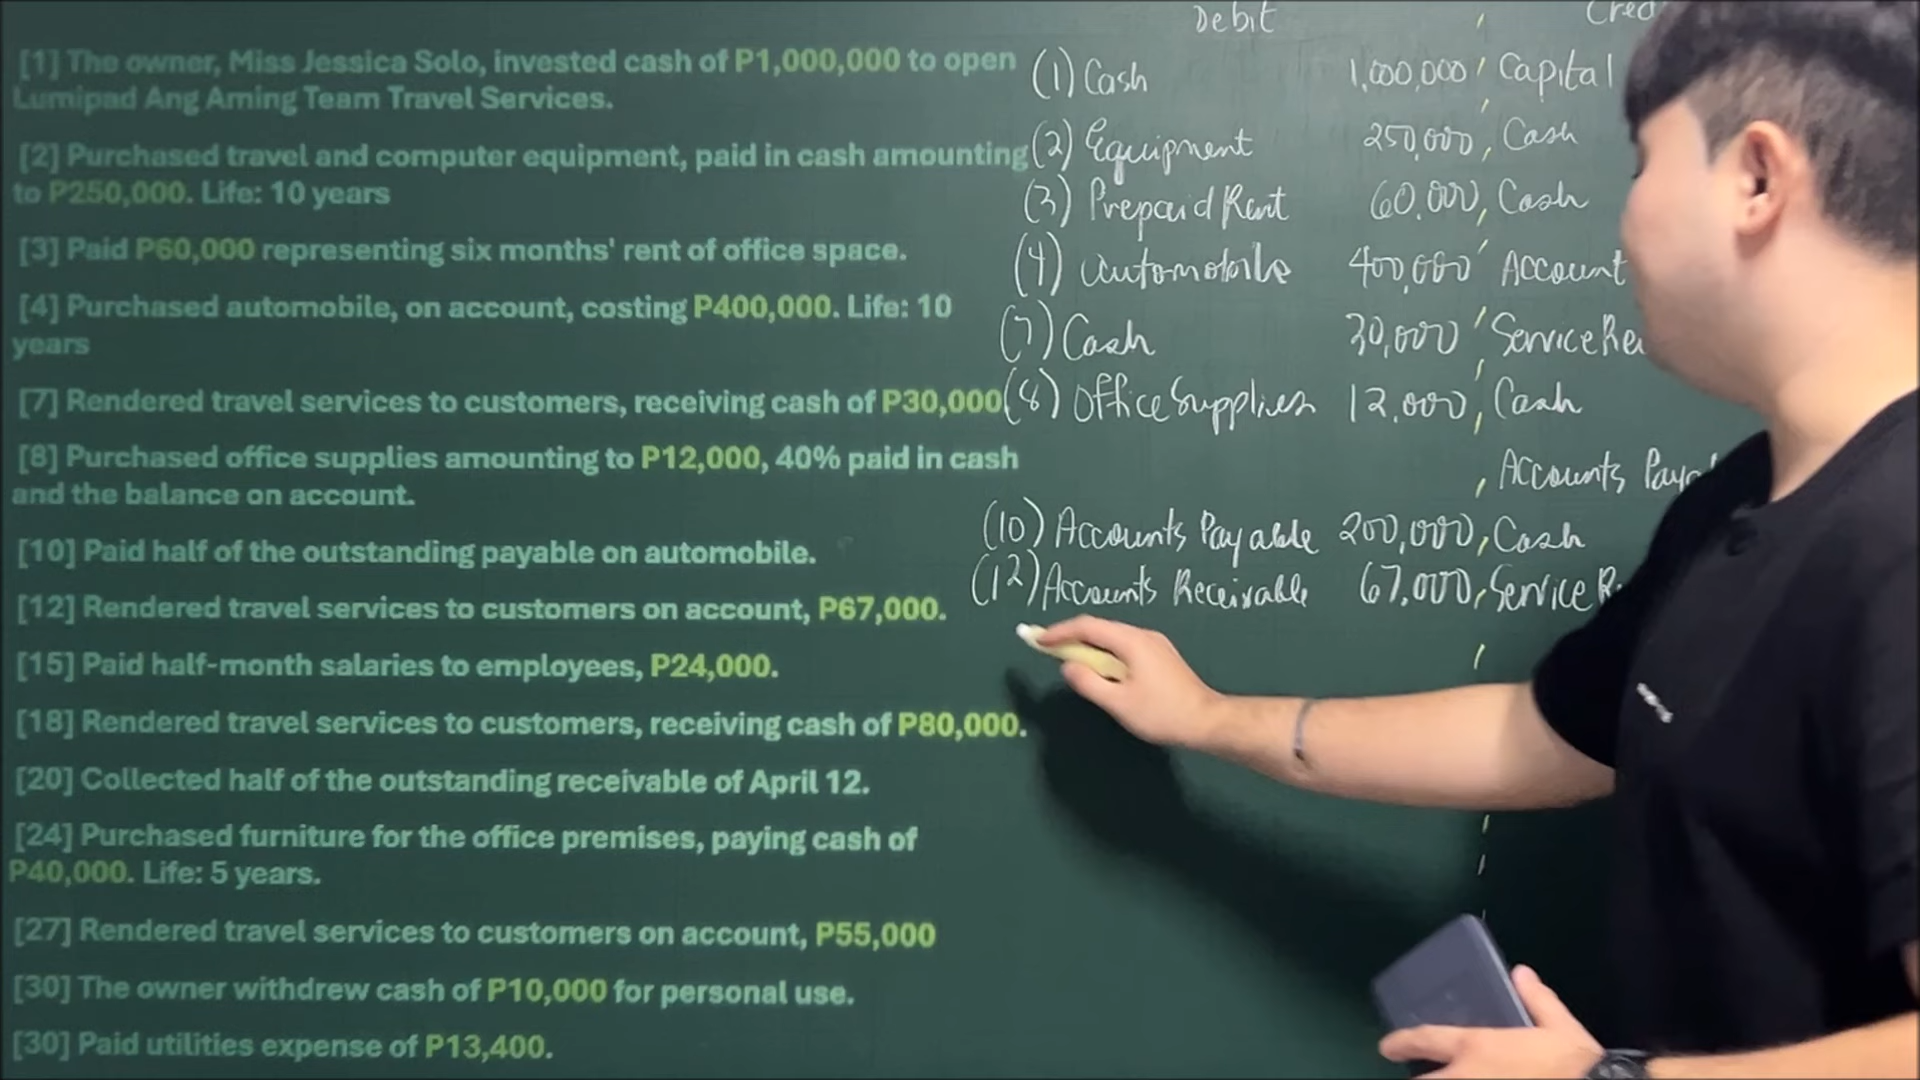 [1] The owner, Miss Jessica Solo, invested cash of P1,000,000 to open
Lumipad Ang Aming Team Travel Services.
[2] Purchased travel and computer equipment, paid in cash amounting
to P250,000. Life: 10 years
[3] Paid P60,000 representing six months' rent of office space.
[4] Purchased automobile, on account, costing P400,000. Life: 10
years
[7] Rendered travel services to customers, receiving cash of P30,000
[8] Purchased office supplies amounting to P12,000, 40% paid in cash
and the balance on account.
[10] Paid half of the outstanding payable on automobile.
[12] Rendered travel services to customers on account, P67,000.
[15] Paid half-month salaries to employees, P24,000.
[18] Rendered travel services to customers, receiving cash of P80,000.
[20] Collected half of the outstanding receivable of April 12.
[24] Purchased furniture for the office premises, paying cash of
P40,000. Life: 5 years.
[27] Rendered travel services to customers on account, P55,000
[30] The owner withdrew cash of P10,000 for personal use.
[30] Paid utilities expense of P13,400.
Debit Cred
(1) Cash 1,000,000 Capital
(2) Equipment 250,000 Cash
(3) Prepaid Rent 60,000 Cash
(4) Automobile 400,000 Account
(7) Cash 30,000 Service Re
(8) Office Supplies 12,000 Cash
Accounts Paya
(10) Accounts Payable 200,000 Cash
(12) Accounts Receivable 67,000 Service R